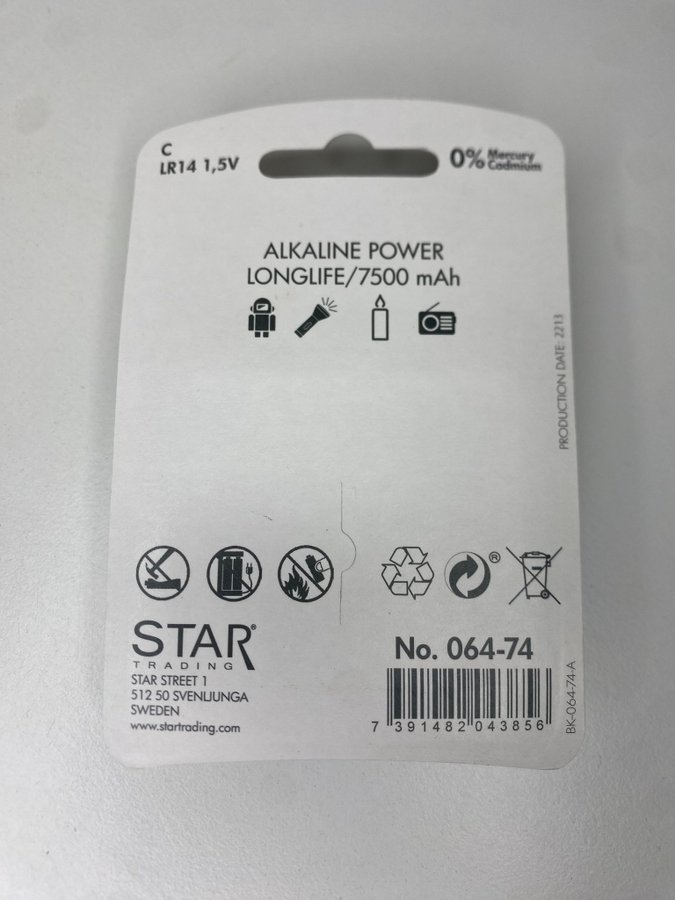 C
LR14 1,5V
0% Mercury
Cadmium
ALKALINE POWER
LONGLIFE/7500 mAh
PRODUCTION DATE: 2213
®
STAR®
TRADING
STAR STREET 1
512 50 SVENLJUNGA
SWEDEN
www.startrading.com
No. 064-74
7 391482 043856
BK-064-74-A